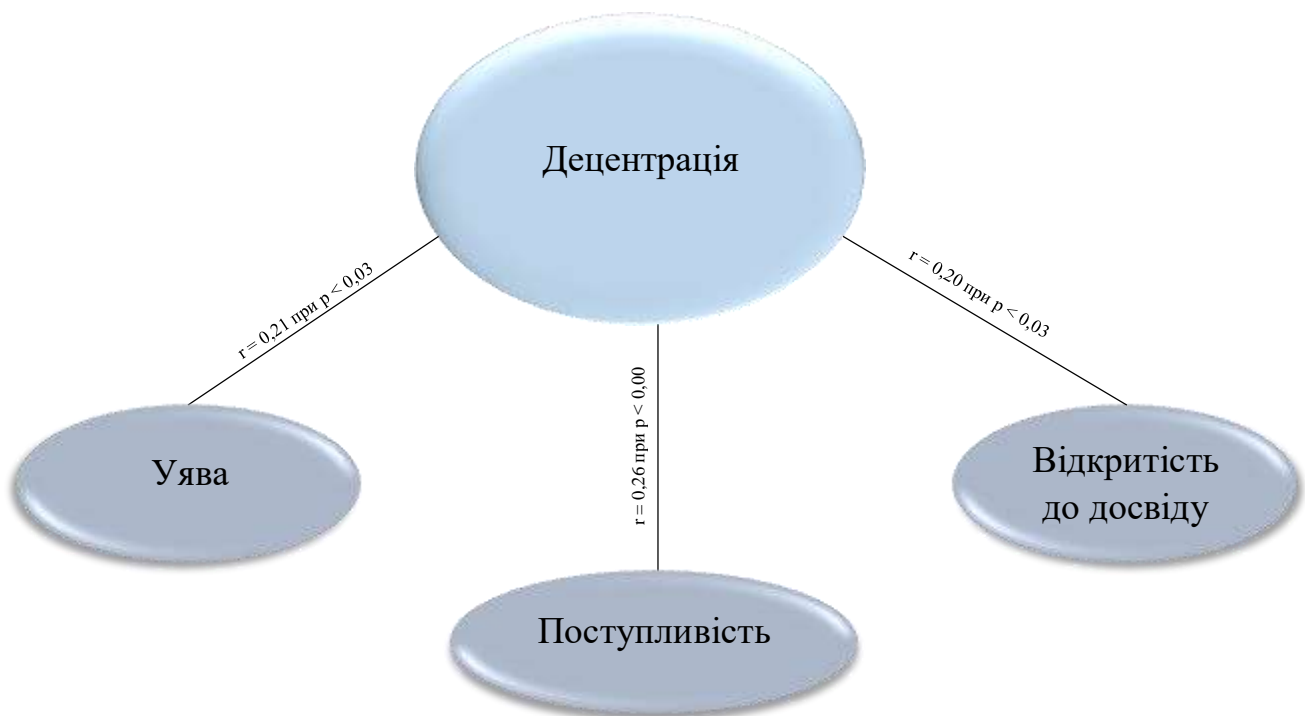 Децентрація
r = 0,21 при p < 0,03
r = 0,26 при p < 0,00
r = 0,20 при p < 0,03
Уява
Відкритість
до досвіду
Поступливість